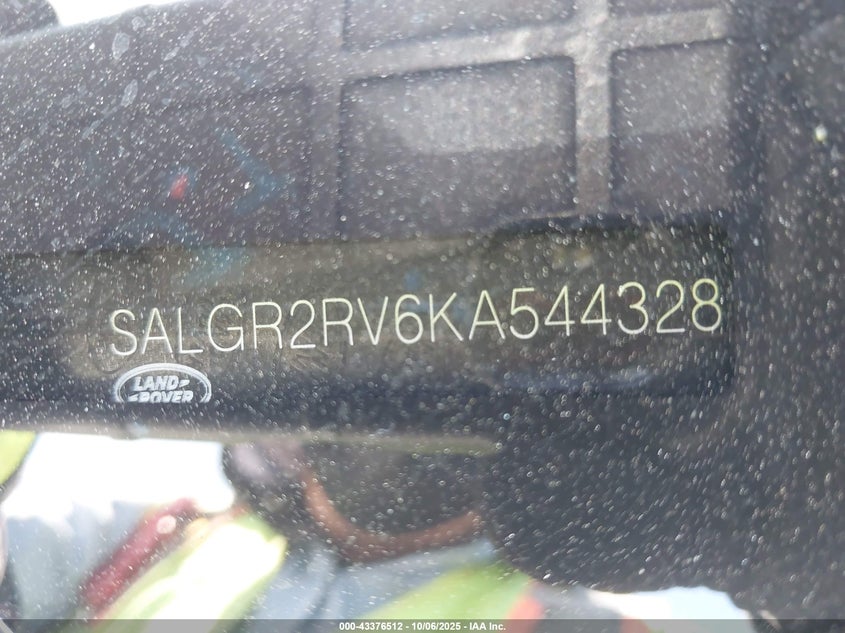 SALGR2RV6KA544328
LAND-
-ROVER
000-43376512 - 10/06/2025 - IAA Inc.